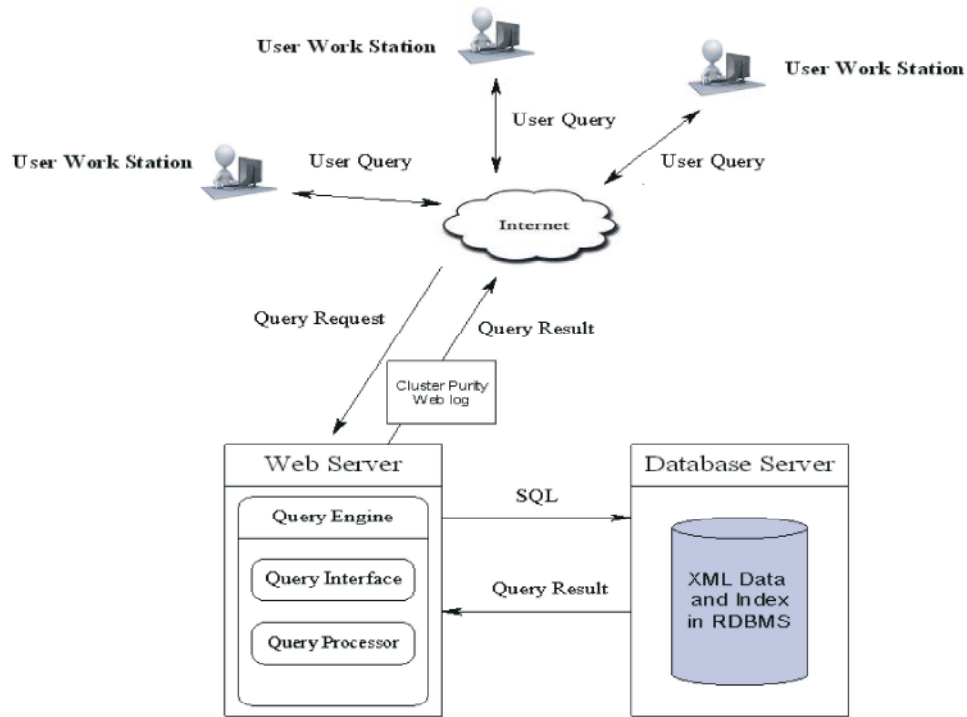 User Work Station
User Work Station
User Query
User Work Station
User Query
User Query
Internet
Query Request
Query Result
Cluster Purity
Web log
Web Server
Database Server
Query Engine
SQL
Query Interface
Query Result
Query Processor
XML Data
and Index
in RDBMS